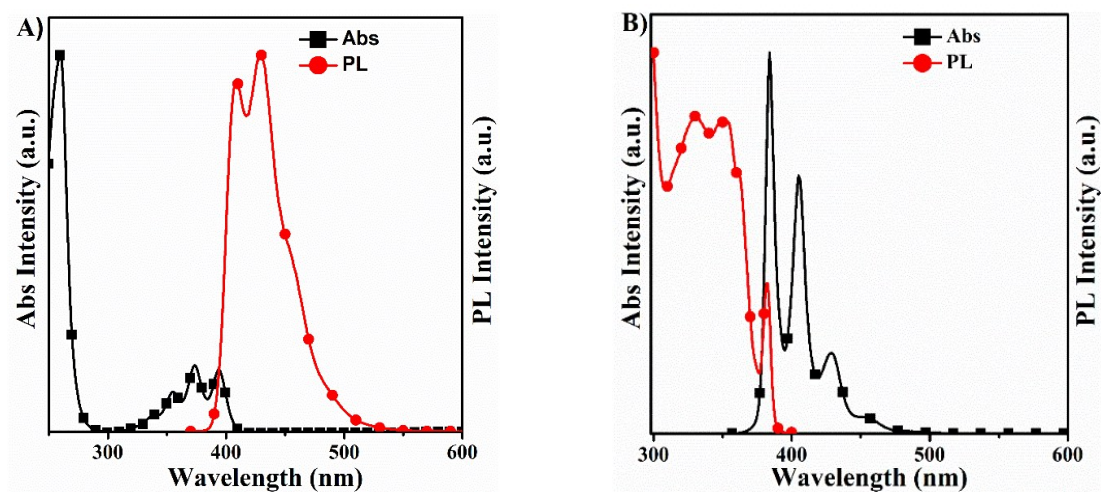 A)
Abs
PL
Abs Intensity (a.u.)
PL Intensity (a.u.)
300
400
500
600
Wavelength (nm)
B)
Abs
PL
Abs Intensity (a.u.)
PL Intensity (a.u.)
300
400
500
600
Wavelength (nm)